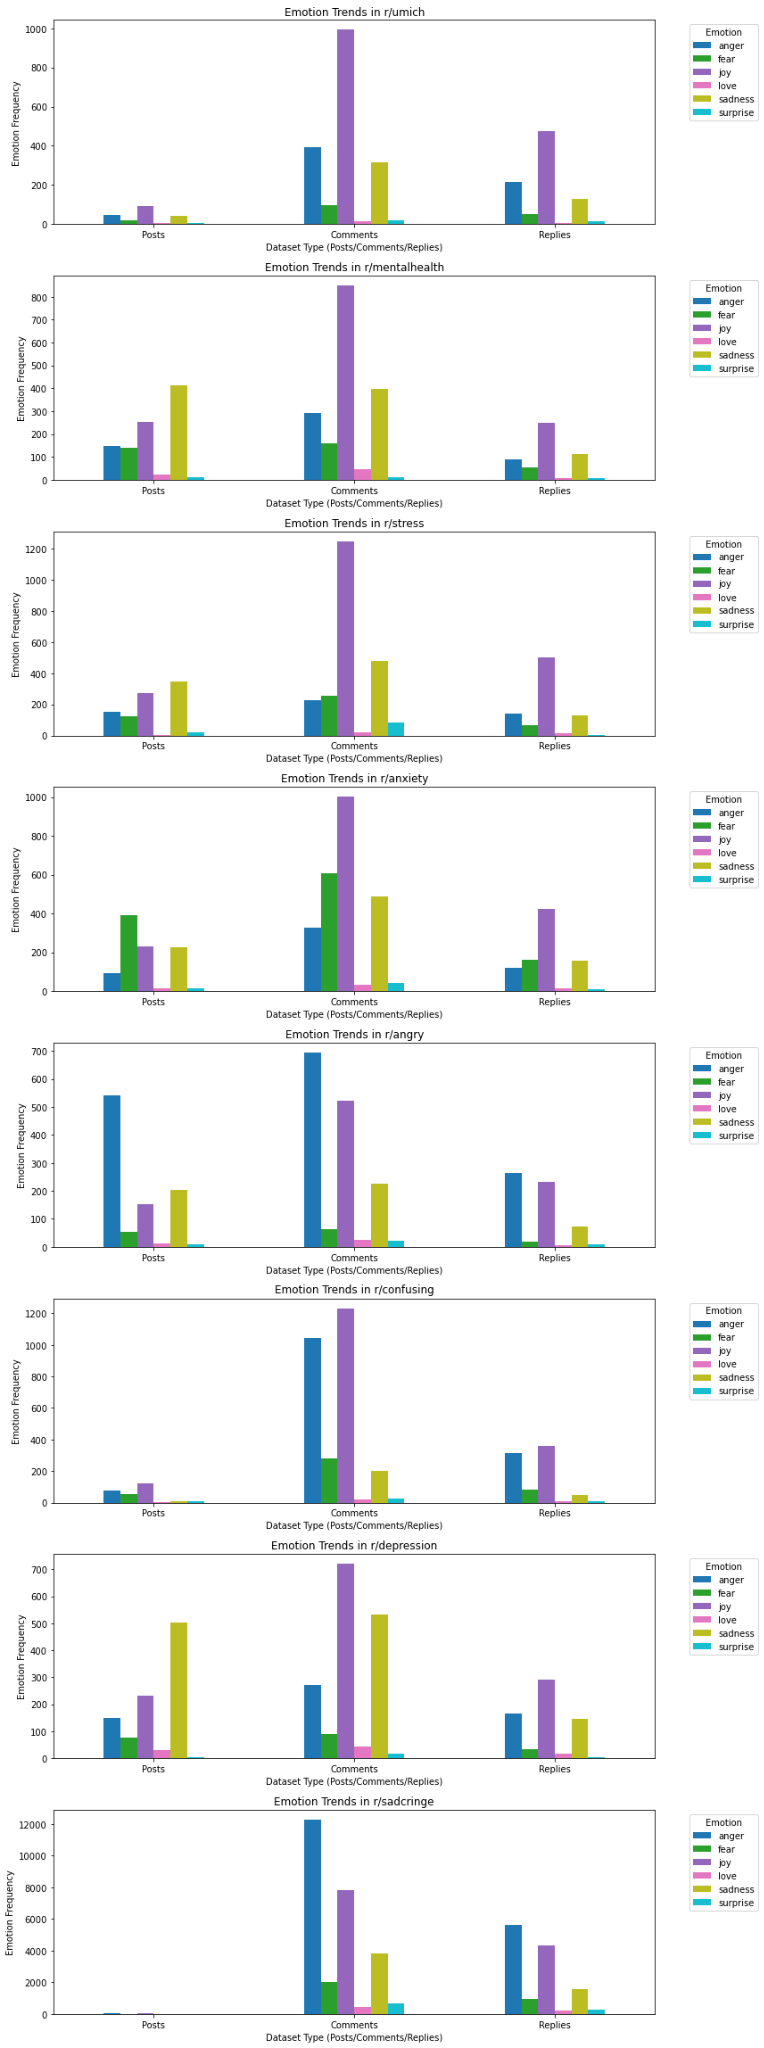 Emotion Trends in r/umich
Emotion Frequency
1000
800
600
400
200
0
Posts
Comments
Replies
Dataset Type (Posts/Comments/Replies)
Emotion
anger
fear
joy
love
sadness
surprise
Emotion Trends in r/mentalhealth
Emotion Frequency
800
700
600
500
400
300
200
100
0
Posts
Comments
Replies
Dataset Type (Posts/Comments/Replies)
Emotion
anger
fear
joy
love
sadness
surprise
Emotion Trends in r/stress
Emotion Frequency
1200
1000
800
600
400
200
0
Posts
Comments
Replies
Dataset Type (Posts/Comments/Replies)
Emotion
anger
fear
joy
love
sadness
surprise
Emotion Trends in r/anxiety
Emotion Frequency
1000
800
600
400
200
0
Posts
Comments
Replies
Dataset Type (Posts/Comments/Replies)
Emotion
anger
fear
joy
love
sadness
surprise
Emotion Trends in r/angry
Emotion Frequency
700
600
500
400
300
200
100
0
Posts
Comments
Replies
Dataset Type (Posts/Comments/Replies)
Emotion
anger
fear
joy
love
sadness
surprise
Emotion Trends in r/confusing
Emotion Frequency
1200
1000
800
600
400
200
0
Posts
Comments
Replies
Dataset Type (Posts/Comments/Replies)
Emotion
anger
fear
joy
love
sadness
surprise
Emotion Trends in r/depression
Emotion Frequency
700
600
500
400
300
200
100
0
Posts
Comments
Replies
Dataset Type (Posts/Comments/Replies)
Emotion
anger
fear
joy
love
sadness
surprise
Emotion Trends in r/sadcringe
Emotion Frequency
12000
10000
8000
6000
4000
2000
0
Posts
Comments
Replies
Dataset Type (Posts/Comments/Replies)
Emotion
anger
fear
joy
love
sadness
surprise